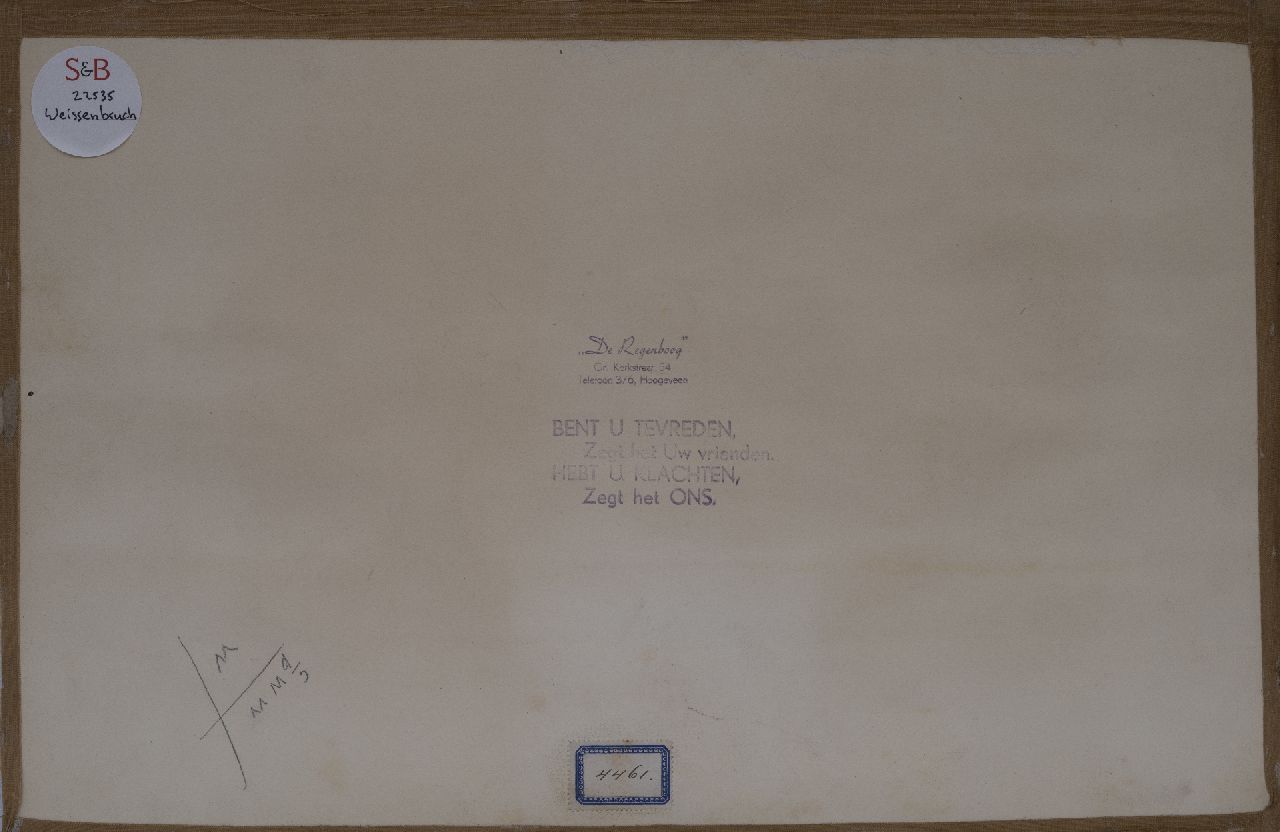 S&B
22535
Weissenbruch
„De Regenboog"
Gr. Kerkstraat 54
Telefoon 376, Hoogeveen
BENT U TEVREDEN,
Zegt het Uw vrienden.
HEBT U KLACHTEN,
Zegt het ONS.
4461.